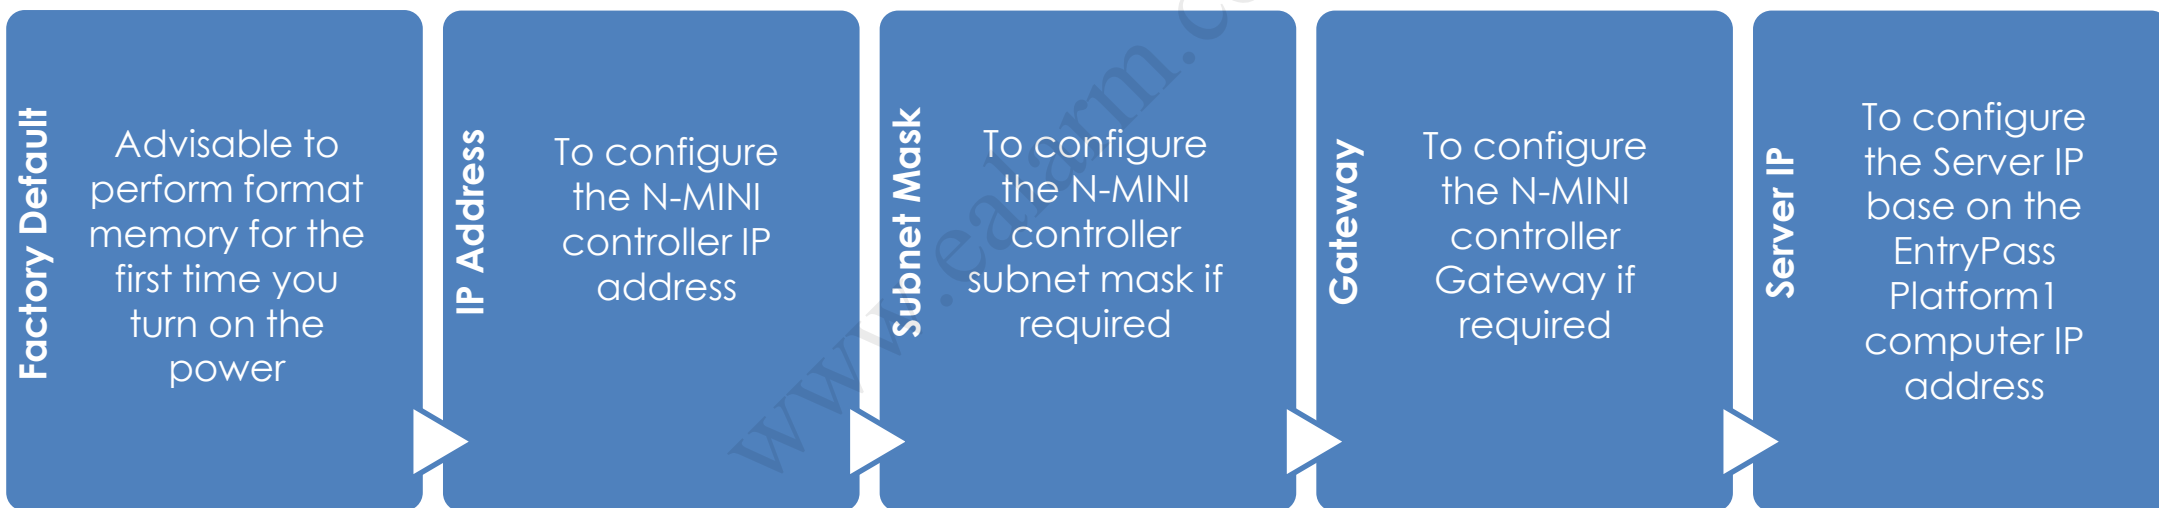 Factory Default
Advisable to
perform format
memory for the
first time you
turn on the
power
IP Address
To configure
the N-MINI
controller IP
address
Subnet Mask
To configure
the N-MINI
controller
subnet mask if
required
Gateway
To configure
the N-MINI
controller
Gateway if
required
Server IP
To configure
the Server IP
base on the
EntryPass
Platform1
computer IP
address
www.ealarm.co